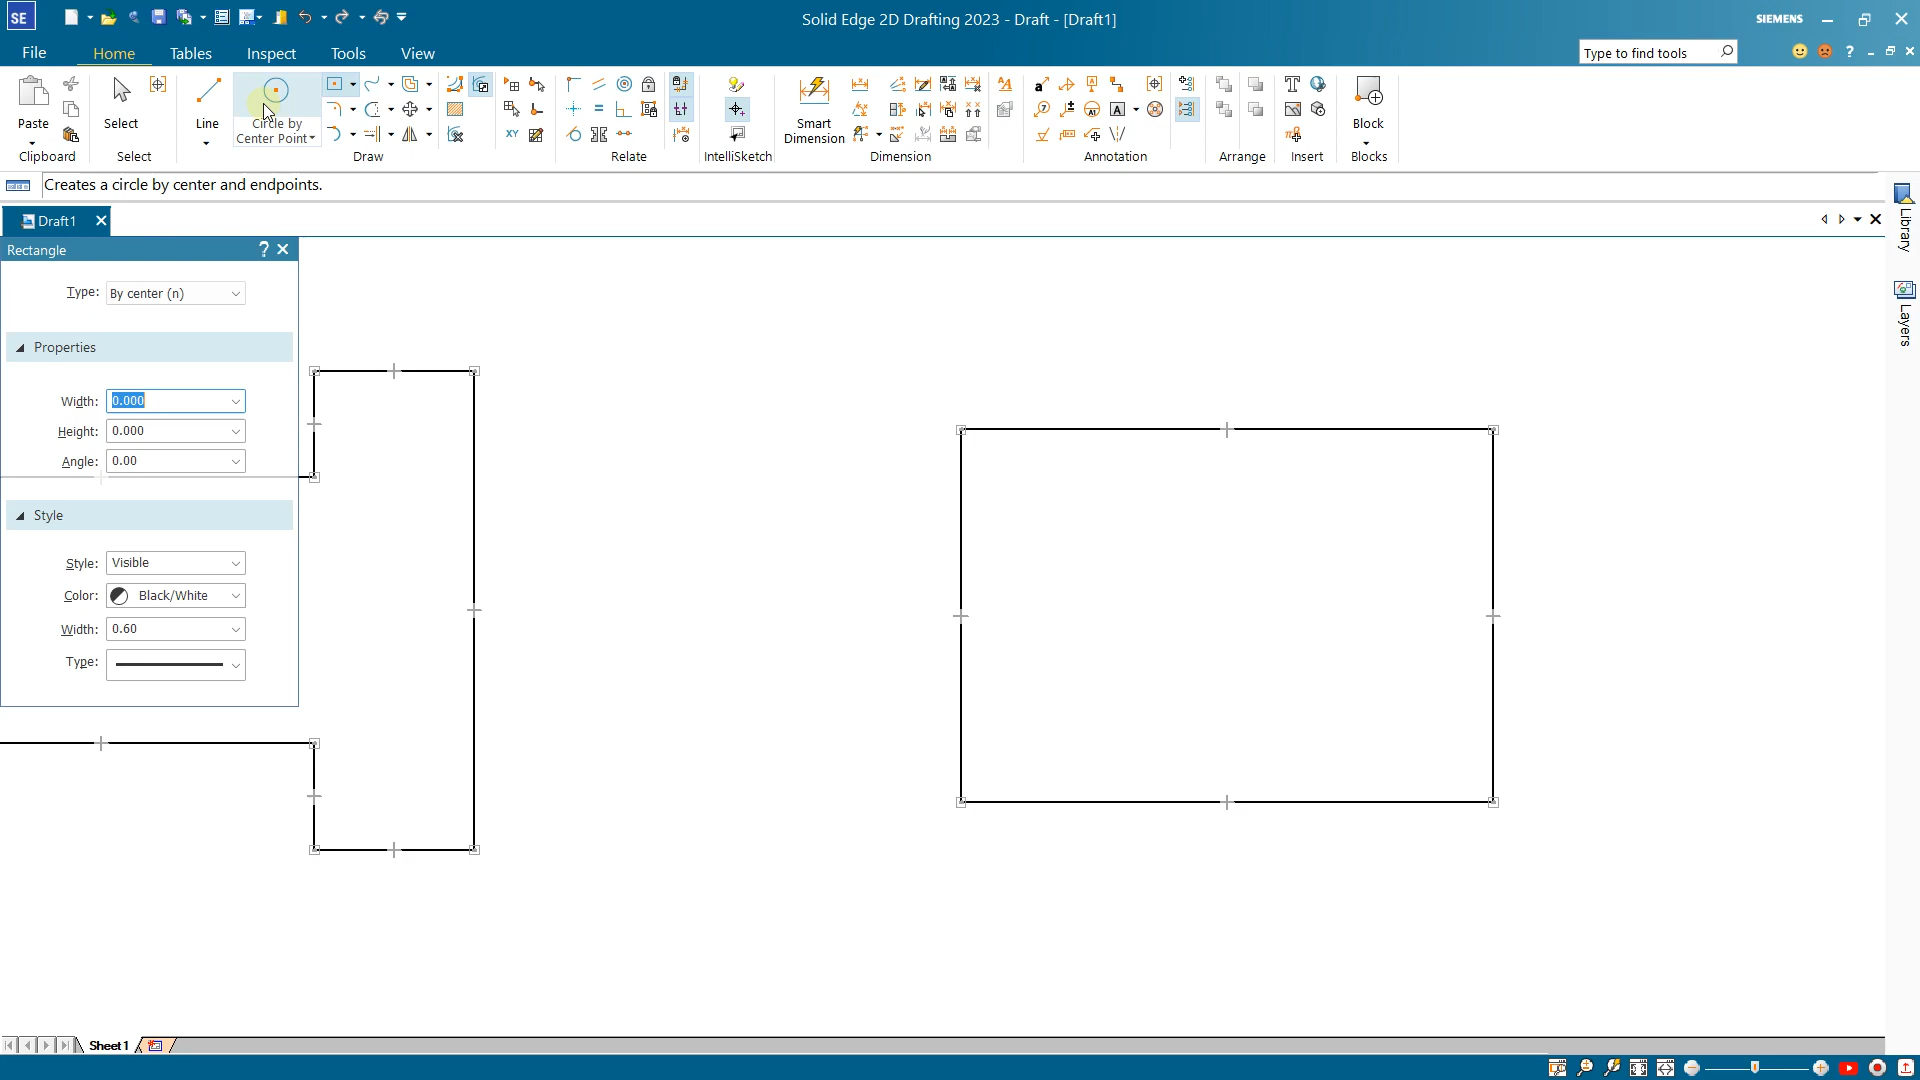 SE
Solid Edge 2D Drafting 2023 - Draft - [Draft1]
SIEMENS
File
Home
Tables
Inspect
Tools
View
Type to find tools
Paste
Select
Line
Circle by
Center Point
Smart
Dimension
Block
XY
A
Clipboard
Select
Draw
Relate
IntelliSketch
Dimension
Annotation
Arrange
Insert
Blocks
Creates a circle by center and endpoints.
Draft1
Library
Layers
Rectangle
?
Type: By center (n)
Properties
Width: 0.000
Height: 0.000
Angle: 0.00
Style
Style: Visible
Color: Black/White
Width: 0.60
Type:
Sheet1